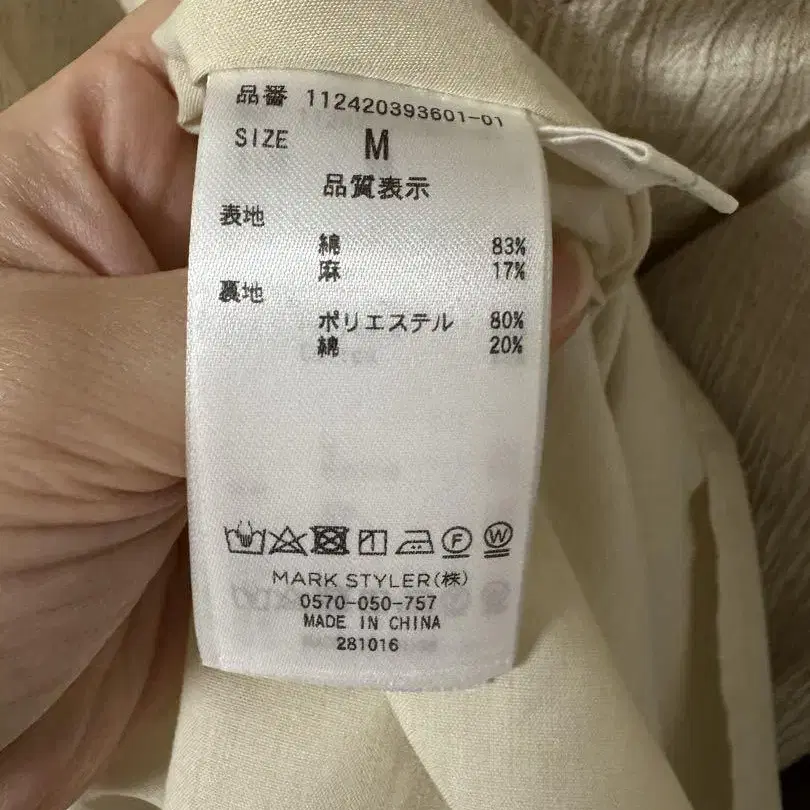 品番 112420393601-01
SIZE M
品質表示
表地
綿 83%
麻 17%
裏地
ポリエステル 80%
綿 20%
F W
MARK STYLER(株)
0570-050-757
MADE IN CHINA
281016